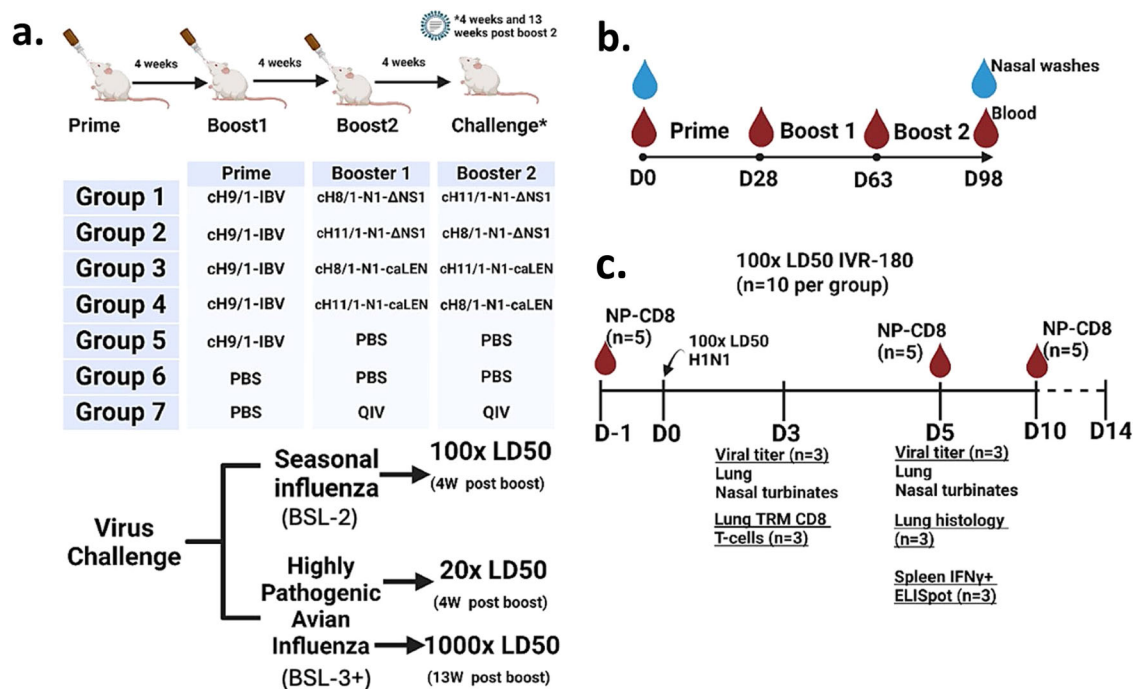 a.
*4 weeks and 13
weeks post boost 2
4 weeks
4 weeks
4 weeks
Prime
Boost1
Boost2
Challenge*
Prime Booster 1 Booster 2
Group 1 cH9/1-IBV cH8/1-N1-ΔNS1 cH11/1-N1-ΔNS1
Group 2 cH9/1-IBV cH11/1-N1-ΔNS1 cH8/1-N1-ΔNS1
Group 3 cH9/1-IBV cH8/1-N1-caLEN cH11/1-N1-caLEN
Group 4 cH9/1-IBV cH11/1-N1-caLEN cH8/1-N1-caLEN
Group 5 cH9/1-IBV PBS PBS
Group 6 PBS PBS PBS
Group 7 PBS QIV QIV
Virus
Challenge
Seasonal
influenza
(BSL-2)
100x LD50
(4W post boost)
Highly
Pathogenic
Avian
Influenza
(BSL-3+)
20x LD50
(4W post boost)
1000x LD50
(13W post boost)
b.
Nasal washes
Blood
Prime Boost 1 Boost 2
D0 D28 D63 D98
c.
100x LD50 IVR-180
(n=10 per group)
NP-CD8
(n=5)
100x LD50
H1N1
NP-CD8
(n=5)
NP-CD8
(n=5)
D-1 D0 D3 D5 D10 D14
Viral titer (n=3)
Lung
Nasal turbinates
Lung TRM CD8
T-cells (n=3)
Viral titer (n=3)
Lung
Nasal turbinates
Lung histology
(n=3)
Spleen IFNγ+
ELISpot (n=3)